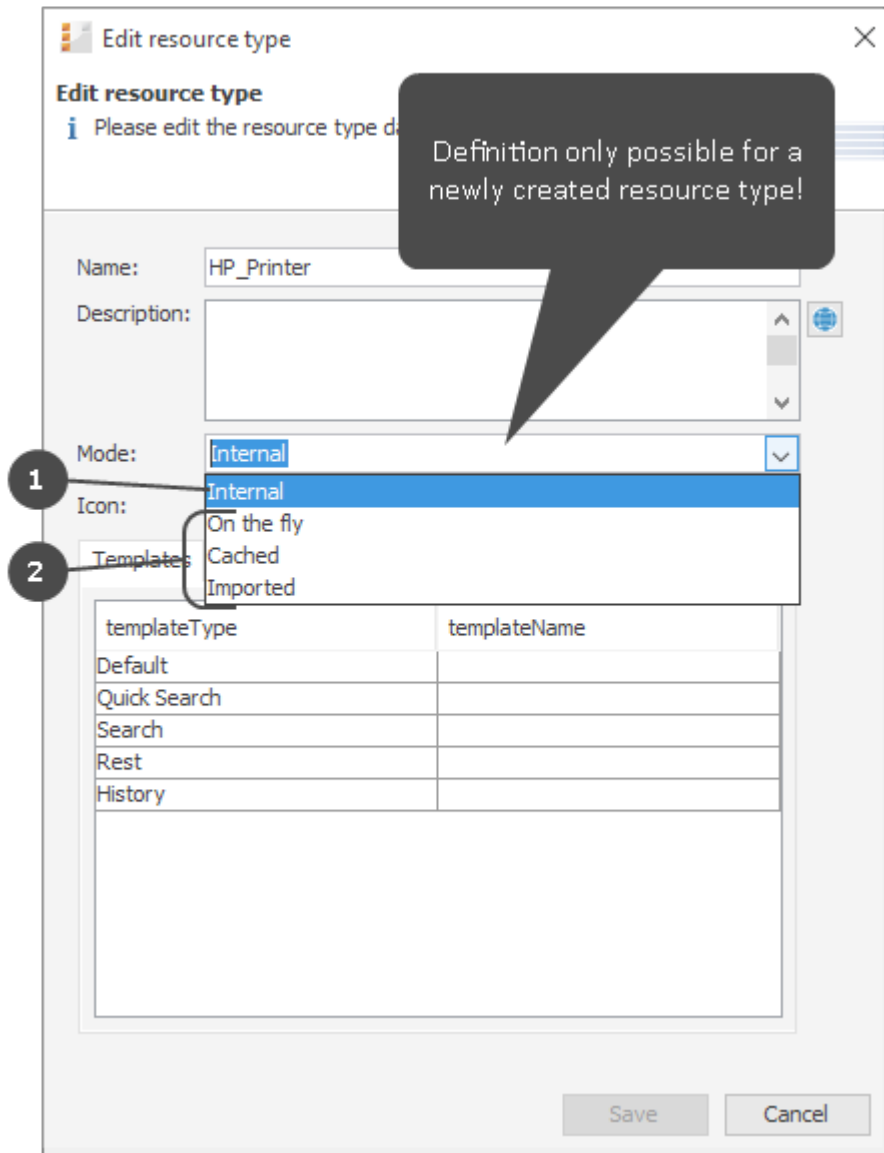 Edit resource type
Edit resource type
Please edit the resource type
Definition only possible for a
newly created resource type!
Name:
HP_Printer
Description:
Mode:
Internal
1
Internal
Icon:
On the fly
2
Templates
Cached
Imported
templateType
templateName
Default
Quick Search
Search
Rest
History
Save
Cancel